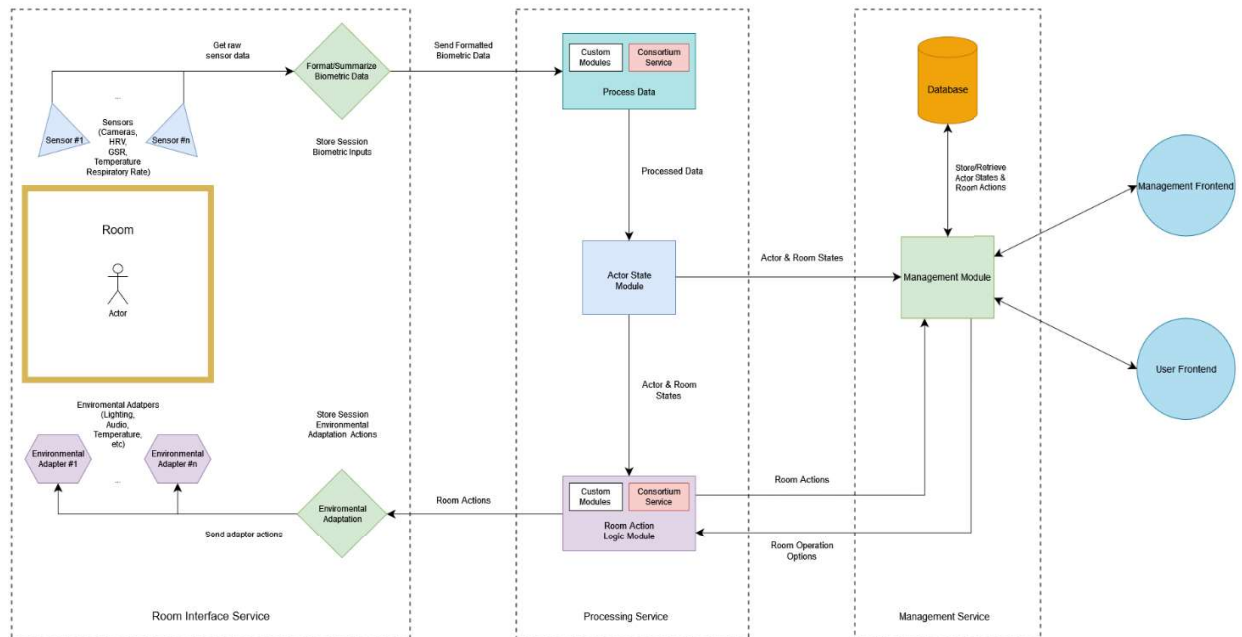 Get raw
sensor data
Format/Summarize
Biometric Data
Store Session
Biometric Inputs
Sensor #1
Sensor #n
...
Sensors
(Cameras,
HRV,
GSR,
Temperature
Respiratory Rate)
Room
Actor
Enviromental Adatpers
(Lighting,
Audio,
Temperature,
etc)
Environmental
Adapter #1
Environmental
Adapter #n
...
Store Session
Environmental
Adaptation Actions
Enviromental
Adaptation
Send adapter actions
Room Interface Service
Send Formatted
Biometric Data
Custom
Modules
Consortium
Service
Process Data
Processed Data
Actor State
Module
Actor & Room States
Actor & Room
States
Custom
Modules
Consortium
Service
Room Action
Logic Module
Room Actions
Room Actions
Room Operation
Options
Processing Service
Database
Store/Retrieve
Actor States &
Room Actions
Management Module
Management Service
Management Frontend
User Frontend